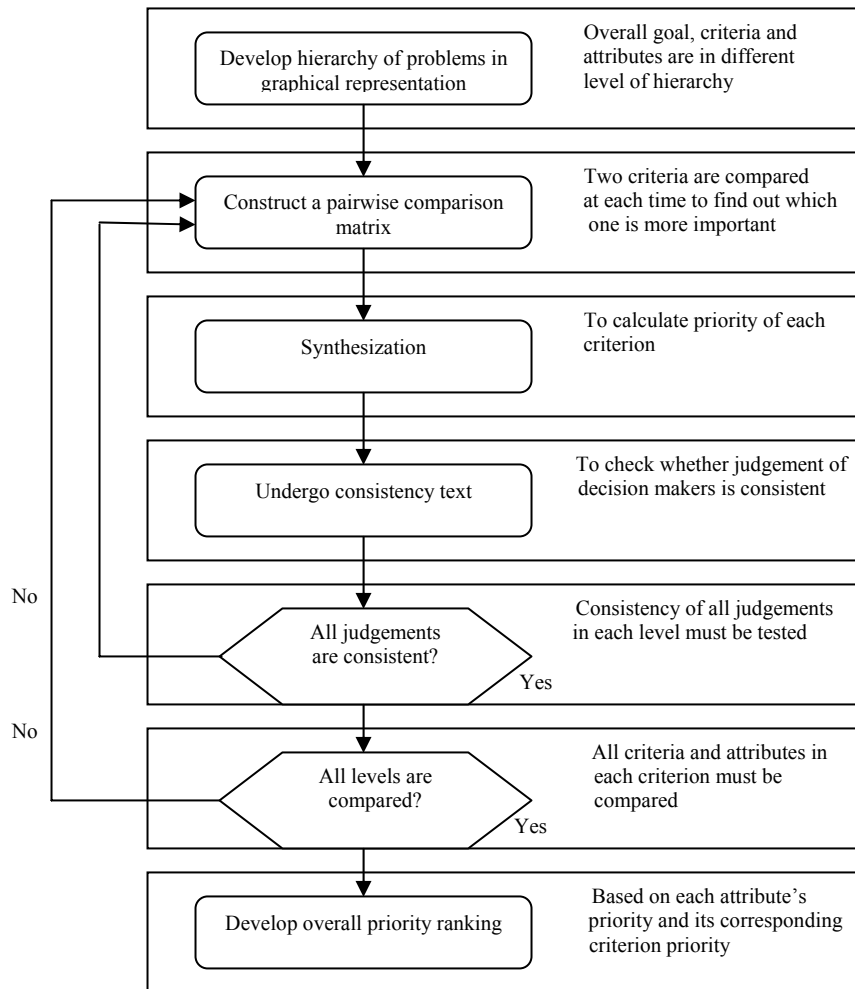 Develop hierarchy of problems in
graphical representation
Overall goal, criteria and
attributes are in different
level of hierarchy
Construct a pairwise comparison
matrix
Two criteria are compared
at each time to find out which
one is more important
Synthesization
To calculate priority of each
criterion
Undergo consistency text
To check whether judgement of
decision makers is consistent
No
All judgements
are consistent?
Yes
Consistency of all judgements
in each level must be tested
No
All levels are
compared?
Yes
All criteria and attributes in
each criterion must be
compared
Develop overall priority ranking
Based on each attribute’s
priority and its corresponding
criterion priority